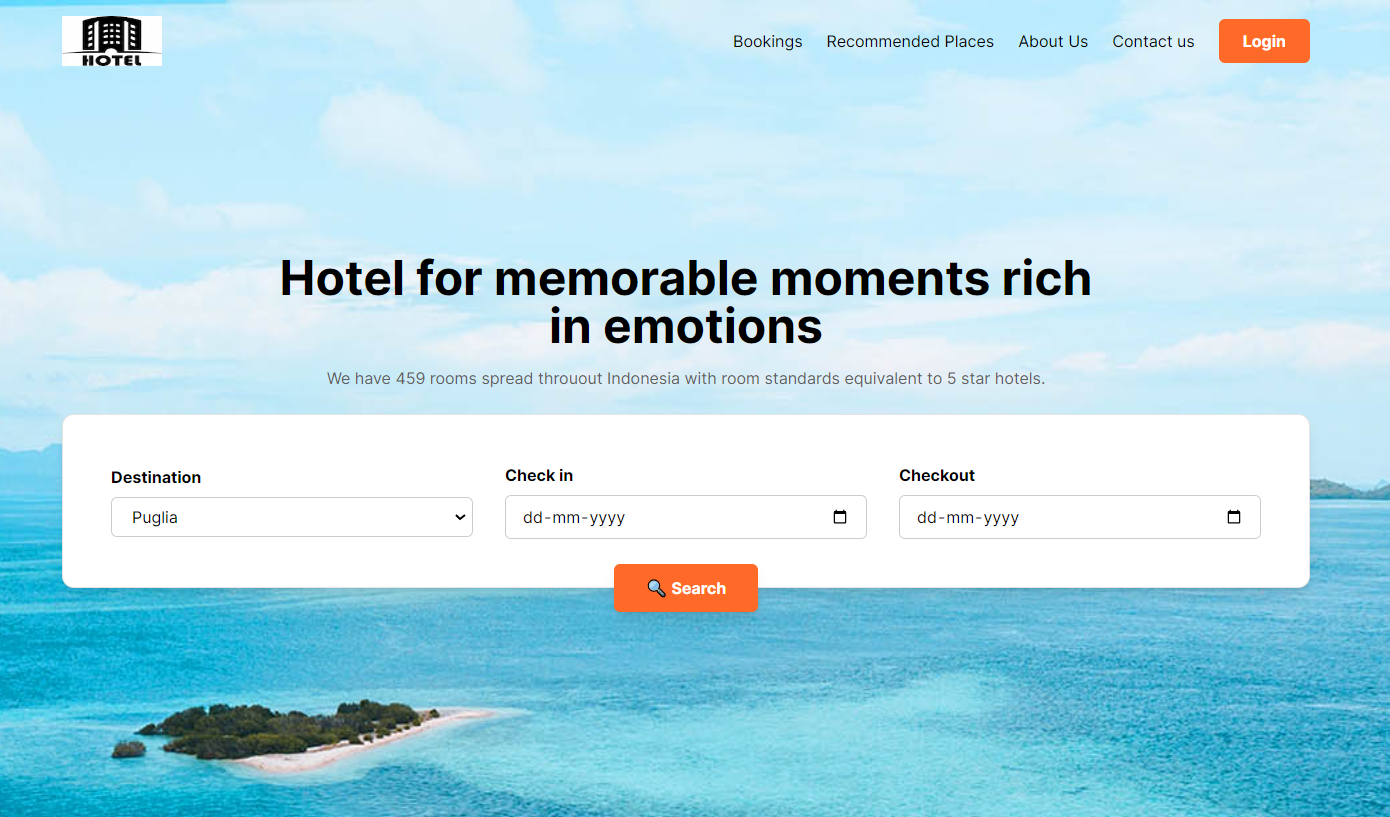 HOTEL
Bookings Recommended Places About Us Contact us Login
Hotel for memorable moments rich
in emotions
We have 459 rooms spread throuout Indonesia with room standards equivalent to 5 star hotels.
Destination Check in Checkout
Puglia dd-mm-yyyy dd-mm-yyyy
Search